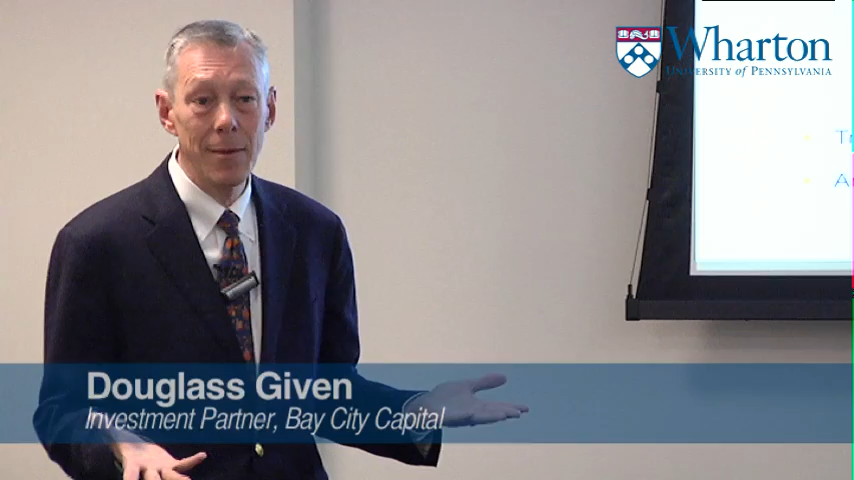 Wharton
UNIVERSITY of PENNSYLVANIA
Douglass Given
Investment Partner, Bay City Capital